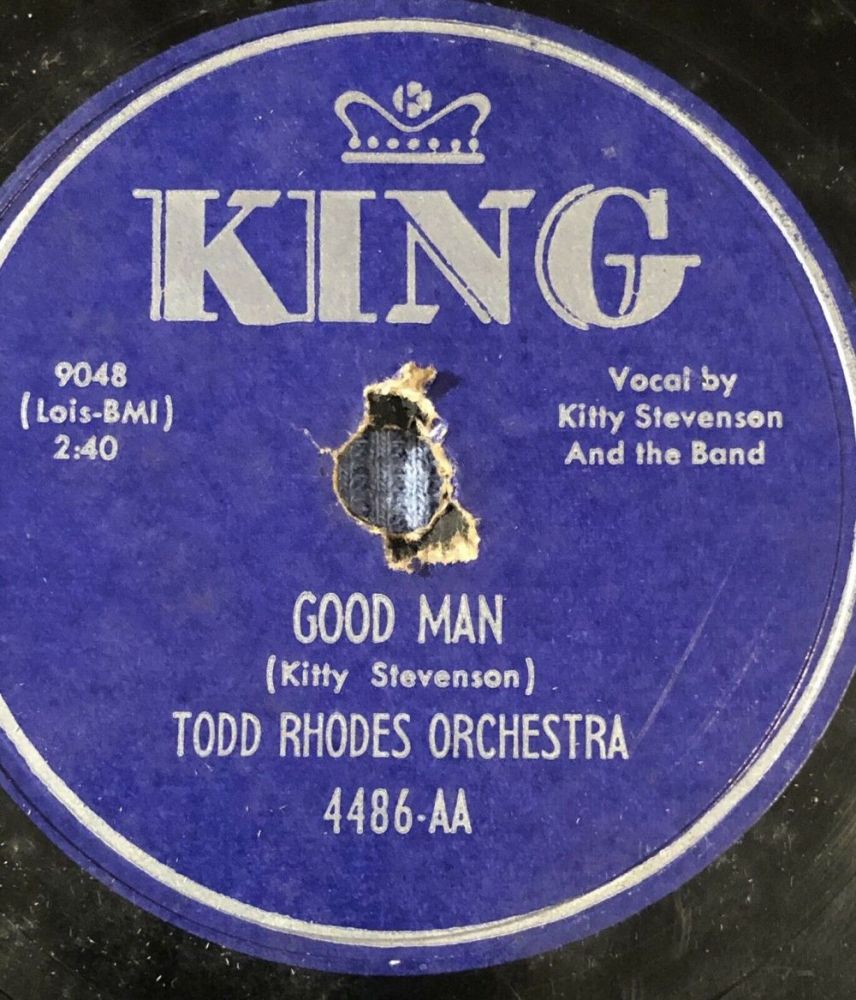 KING
9048
(Lois-BMI)
2:40
Vocal by
Kitty Stevenson
And the Band
GOOD MAN
(Kitty Stevenson)
TODD RHODES ORCHESTRA
4486-AA